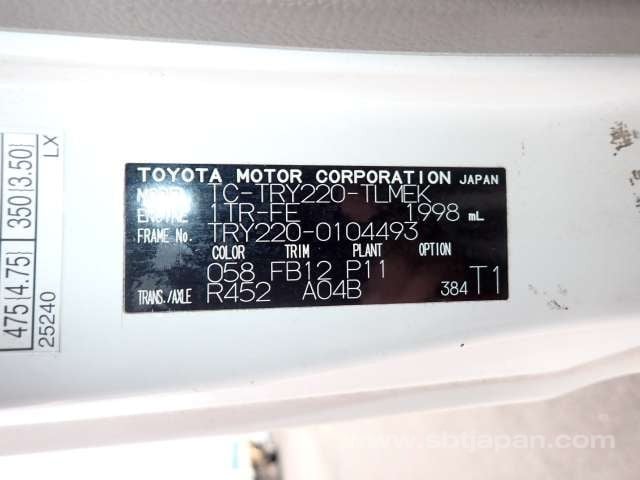 TOYOTA MOTOR CORPORATION JAPAN
MODEL TC-TRY220-TLMEK
ENGINE 1TR-FE 1998 mL
FRAME No. TRY220-0104493
COLOR TRIM PLANT OPTION
058 FB12 P11
TRANS./AXLE R452 A04B 384 T1
475[4.75] 350[3.50]
25240 LX
www.sbtjapan.com